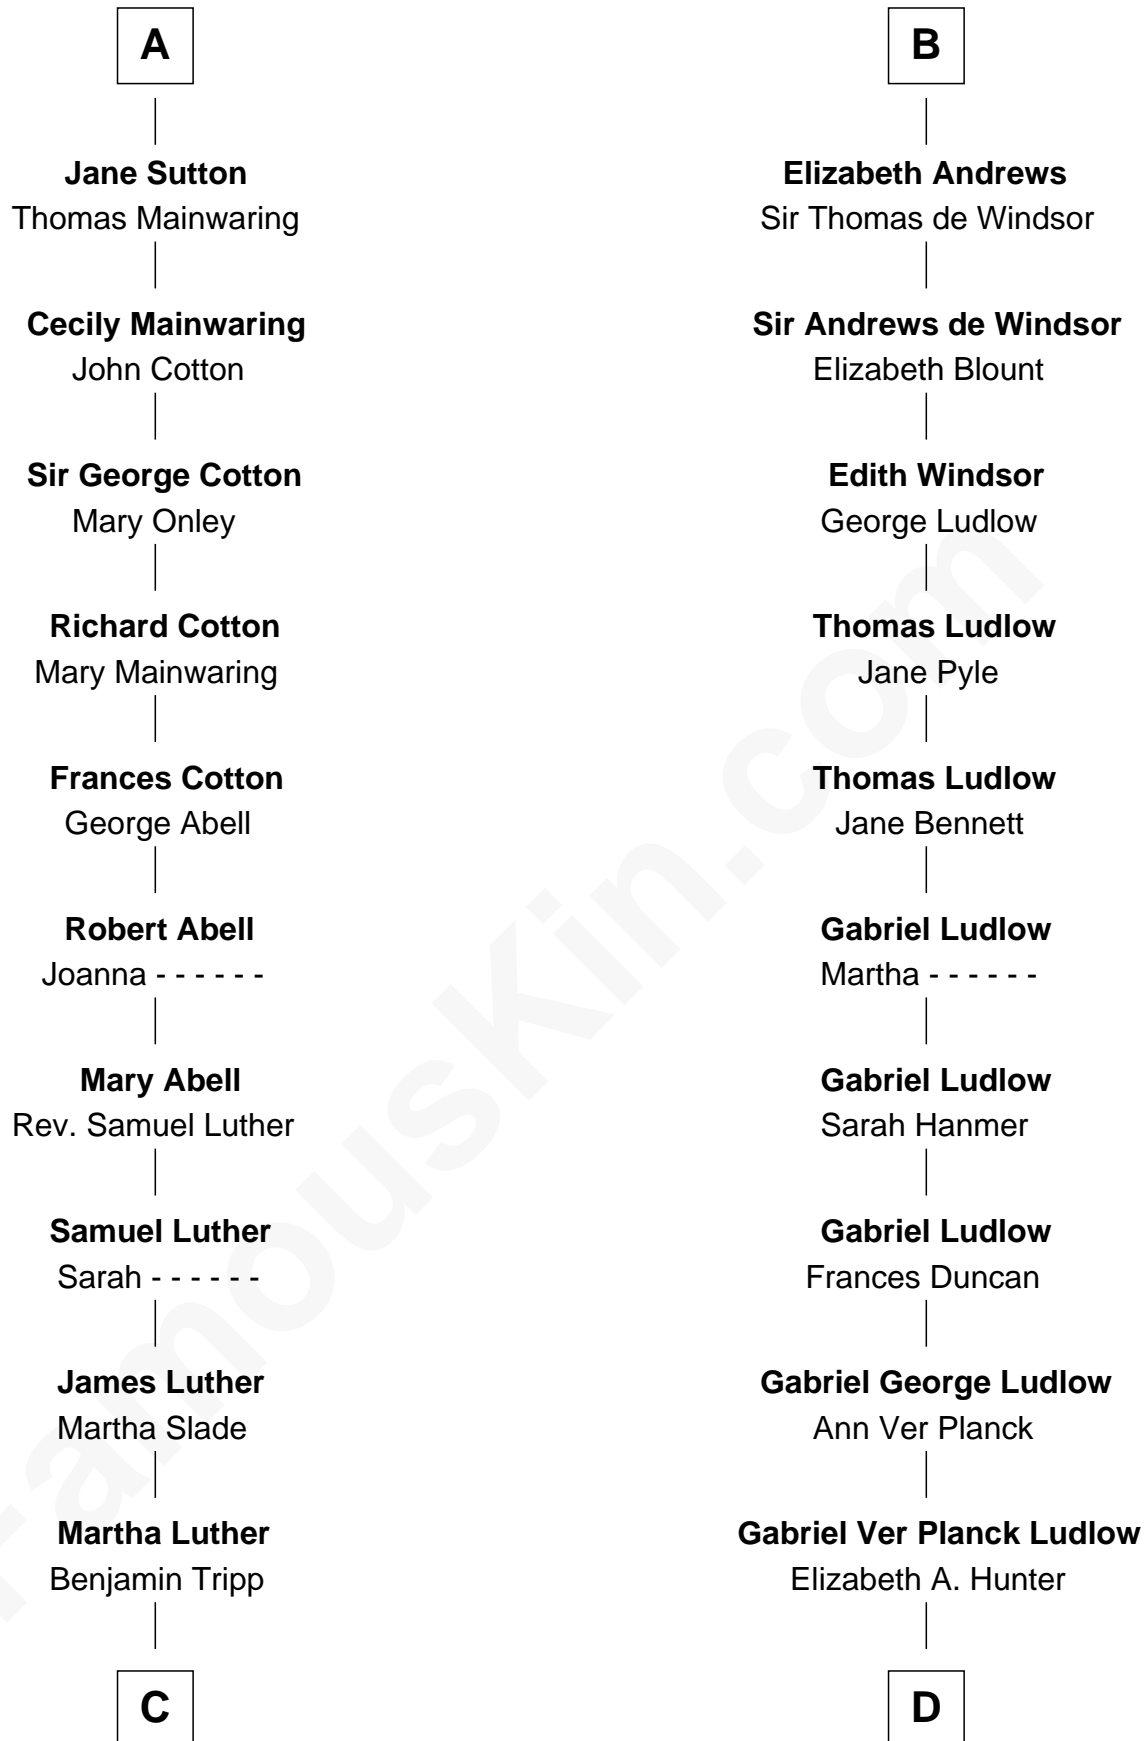 A
Jane Sutton
Thomas Mainwaring
Cecily Mainwaring
John Cotton
Sir George Cotton
Mary Onley
Richard Cotton
Mary Mainwaring
Frances Cotton
George Abell
Robert Abell
Joanna - - - - - -
Mary Abell
Rev. Samuel Luther
Samuel Luther
Sarah - - - - - -
James Luther
Martha Slade
Martha Luther
Benjamin Tripp
C
B
Elizabeth Andrews
Sir Thomas de Windsor
Sir Andrews de Windsor
Elizabeth Blount
Edith Windsor
George Ludlow
Thomas Ludlow
Jane Pyle
Thomas Ludlow
Jane Bennett
Gabriel Ludlow
Martha - - - - - -
Gabriel Ludlow
Sarah Hanmer
Gabriel Ludlow
Frances Duncan
Gabriel George Ludlow
Ann Ver Planck
Gabriel Ver Planck Ludlow
Elizabeth A. Hunter
D
FamousKin.com